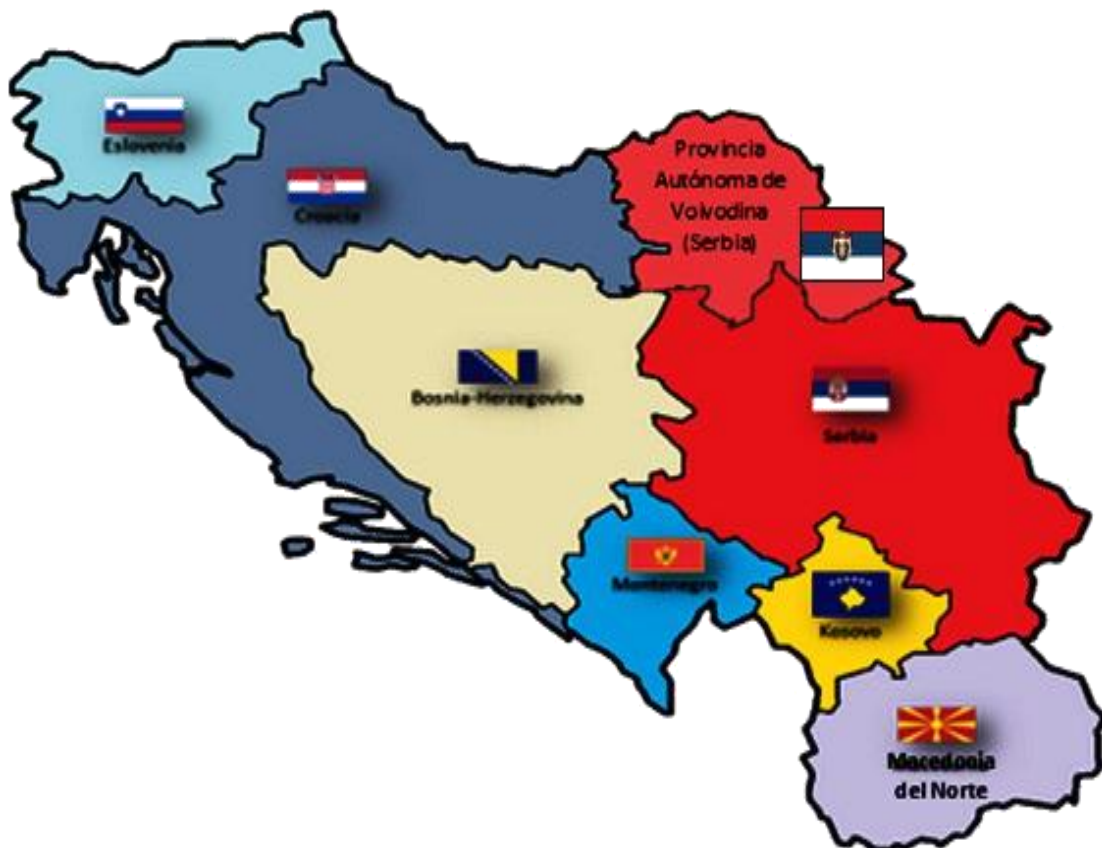 Eslovenia
Croacia
Provincia
Autónoma de
Voivodina
(Serbia)
Bosnia-Herzegovina
Serbia
Montenegro
Kosovo
Macedonia
del Norte